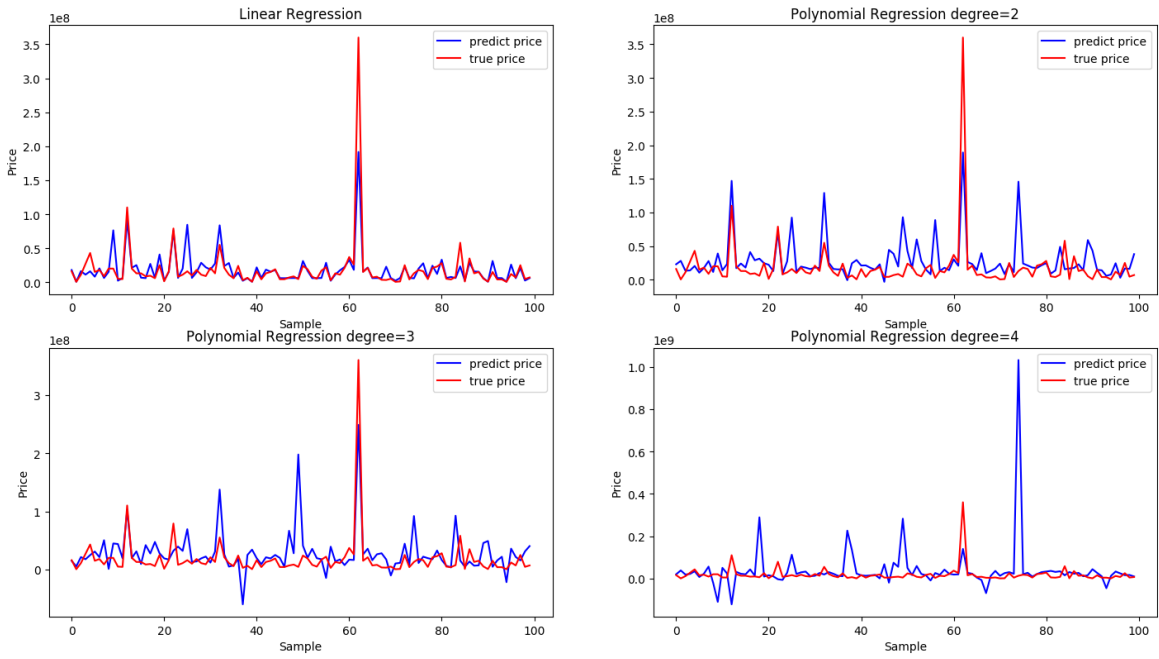 Linear Regression
1e8
3.5
3.0
2.5
2.0
1.5
1.0
0.5
0.0
Price
0 20 40 60 80 100
Sample
predict price
true price
Polynomial Regression degree=2
1e8
3.5
3.0
2.5
2.0
1.5
1.0
0.5
0.0
Price
0 20 40 60 80 100
Sample
predict price
true price
Polynomial Regression degree=3
1e8
3
2
1
0
Price
0 20 40 60 80 100
Sample
predict price
true price
Polynomial Regression degree=4
1e9
1.0
0.8
0.6
0.4
0.2
0.0
Price
0 20 40 60 80 100
Sample
predict price
true price